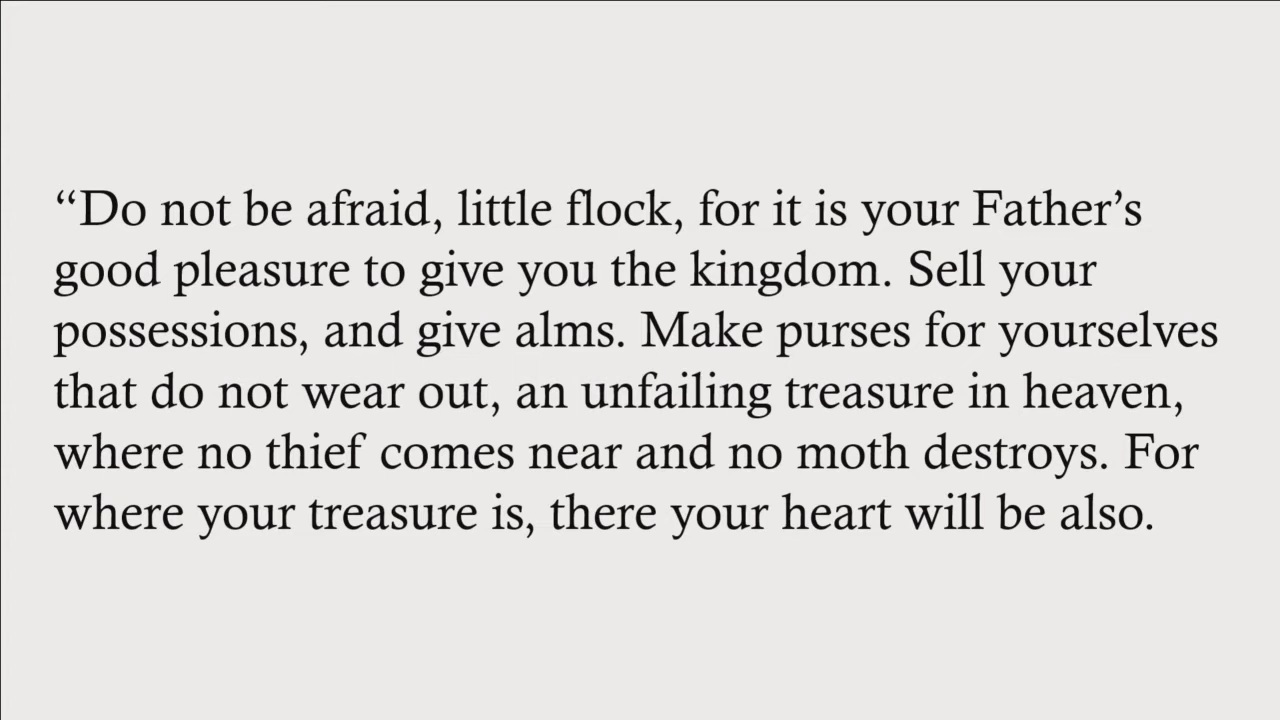 “Do not be afraid, little flock, for it is your Father’s
good pleasure to give you the kingdom. Sell your
possessions, and give alms. Make purses for yourselves
that do not wear out, an unfailing treasure in heaven,
where no thief comes near and no moth destroys. For
where your treasure is, there your heart will be also.